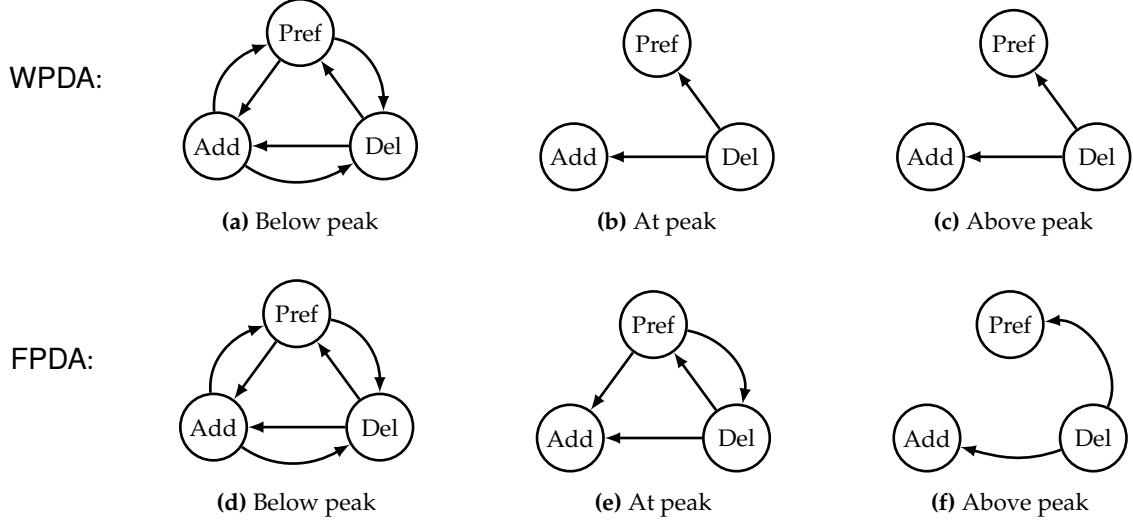 WPDA:
Pref
Add
Del
(a) Below peak
Pref
Add
Del
(b) At peak
Pref
Add
Del
(c) Above peak
FPDA:
Pref
Add
Del
(d) Below peak
Pref
Add
Del
(e) At peak
Pref
Add
Del
(f) Above peak